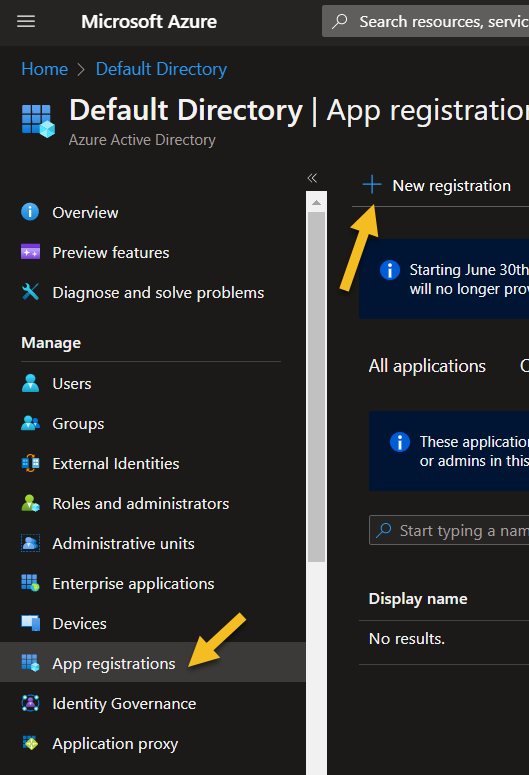 Microsoft Azure
Search resources, servic
Home > Default Directory
Default Directory | App registration
Azure Active Directory
«
Overview
Preview features
Diagnose and solve problems
Manage
Users
Groups
External Identities
Roles and administrators
Administrative units
Enterprise applications
Devices
App registrations
Identity Governance
Application proxy
+ New registration
Starting June 30th
will no longer prov
All applications
These application
or admins in this
Start typing a nam
Display name
No results.